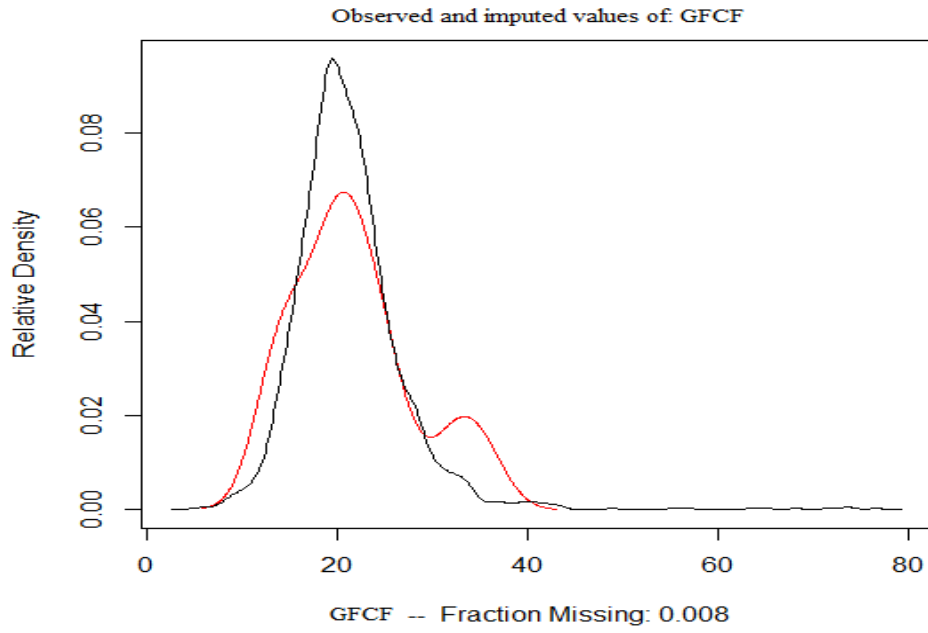 Observed and imputed values of: GFCF
Relative Density
0.08
0.06
0.04
0.02
0.00
0 20 40 60 80
GFCF -- Fraction Missing: 0.008